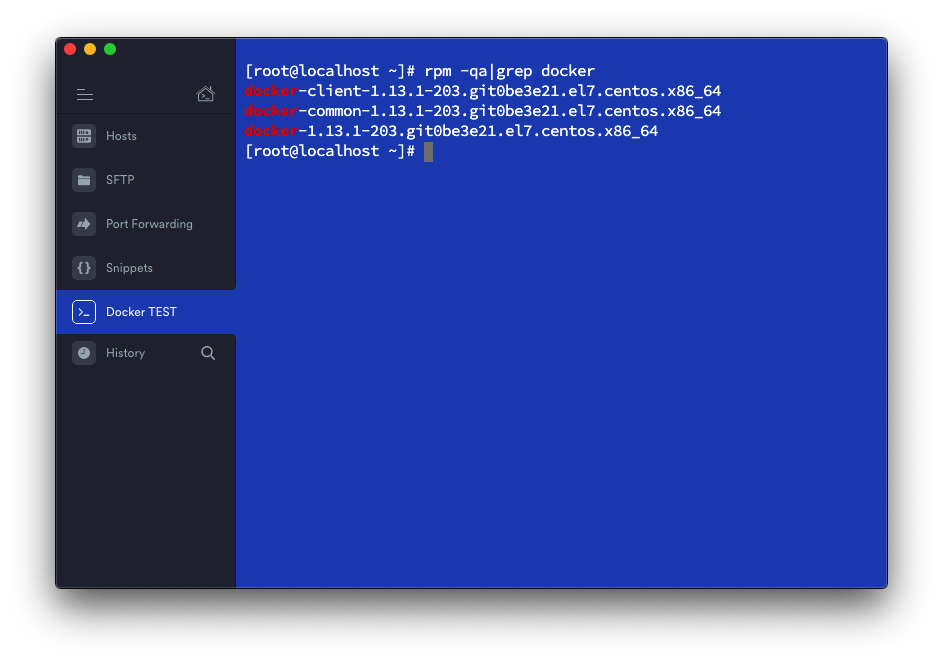 Hosts
SFTP
Port Forwarding
Snippets
Docker TEST
History
[root@localhost ~]# rpm -qa|grep docker
docker-client-1.13.1-203.git0be3e21.el7.centos.x86_64
docker-common-1.13.1-203.git0be3e21.el7.centos.x86_64
docker-1.13.1-203.git0be3e21.el7.centos.x86_64
[root@localhost ~]#